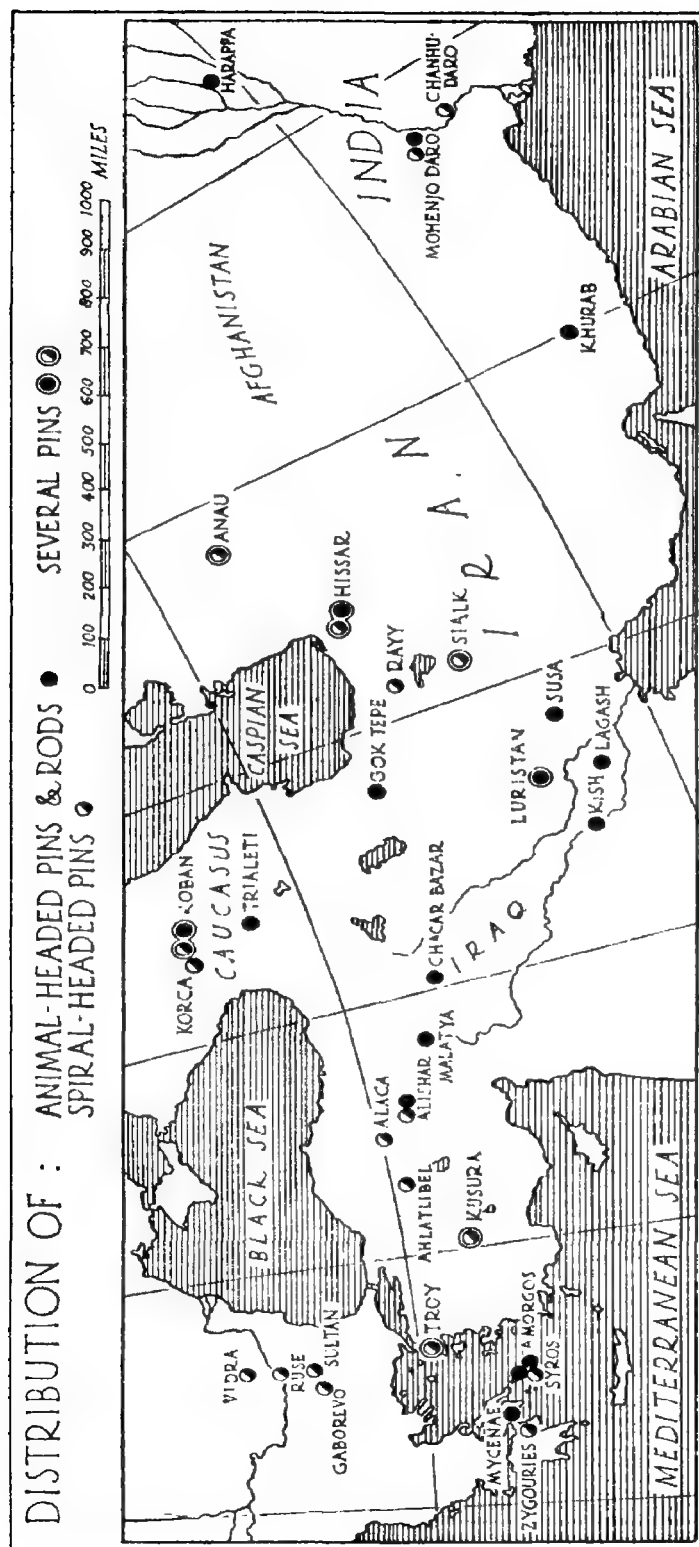 DISTRIBUTION OF : ANIMAL-HEADED PINS & RODS SEVERAL PINS
SPIRAL-HEADED PINS
0 100 200 300 400 500 600 700 800 900 1000 MILES
VIDRA
RUSE
SULTAN
GABOREVO
BLACK SEA
KORCA
KOBAN
CAUCASUS
TRIALETI
CASPIAN
SEA
ANAU
HISSAR
AFGHANISTAN
HARAPPA
INDIA
MOHENJO DARO
CHANHU-
DARO
TROY
ALACA
AHLATLIBEL
ALISHAR
KUSURA
MALATYA
CHAGAR BAZAR
GOK TEPE
RAYY
SIALK
IRAN
IRAQ
LURISTAN
SUSA
KISH
LAGASH
KHURAB
MYCENAE
ZYGOURIES
AMORGOS
SYROS
MEDITERRANEAN SEA
ARABIAN SEA